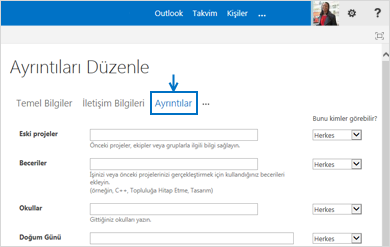 Outlook Takvim Kişiler ... ?
Ayrıntıları Düzenle
Temel Bilgiler İletişim Bilgileri Ayrıntılar ...
Bunu kimler görebilir?
Eski projeler Herkes
Önceki projeler, ekipler veya gruplarla ilgili bilgi sağlayın.
Beceriler Herkes
İşinizi veya önceki projelerinizi gerçekleştirmek için kullandığınız becerileri
ekleyin.
(örneğin, C++, Topluluğa Hitap Etme, Tasarım)
Okullar Herkes
Gittiğiniz okulları yazın.
Doğum Günü Herkes